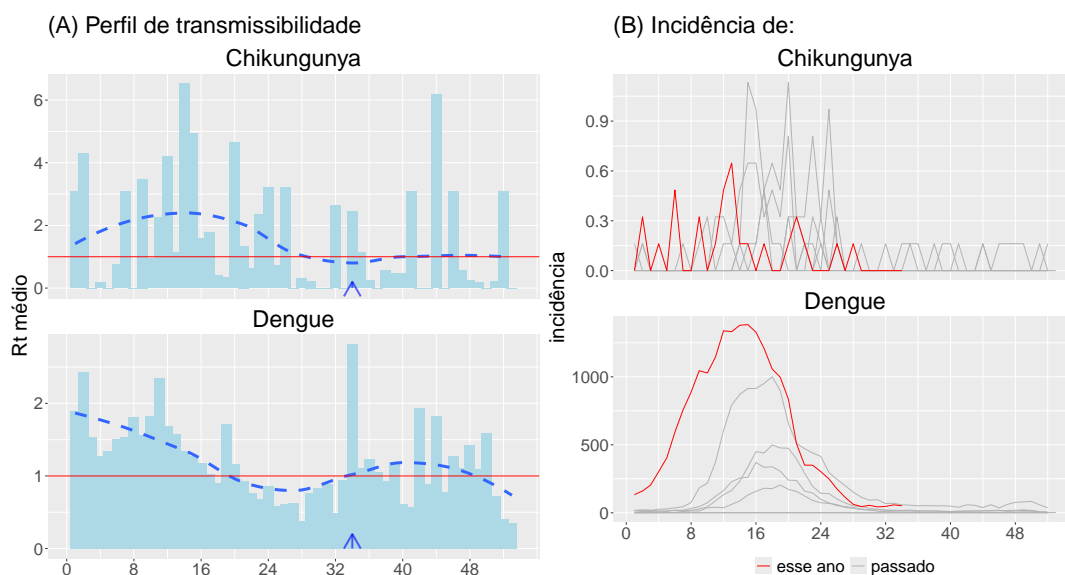 (A) Perfil de transmissibilidade
Chikungunya
6
4
2
0
Dengue
2
1
0
0 8 16 24 32 40 48
Rt médio
(B) Incidência de:
Chikungunya
0.9
0.6
0.3
0.0
Dengue
1000
500
0
0 8 16 24 32 40 48
incidência
esse ano passado